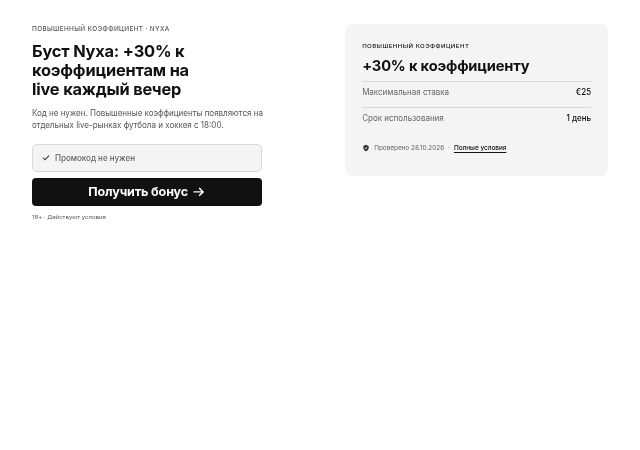 ПОВЫШЕННЫЙ КОЭФФИЦИЕНТ · NYXA
Буст Nyxa: +30% к
коэффициентам на
live каждый вечер
Код не нужен. Повышенные коэффициенты появляются на
отдельных live-рынках футбола и хоккея с 18:00.
Промокод не нужен
Получить бонус →
18+ · Действуют условия
ПОВЫШЕННЫЙ КОЭФФИЦИЕНТ
+30% к коэффициенту
Максимальная ставка €25
Срок использования 1 день
Проверено 28.10.2026 · Полные условия